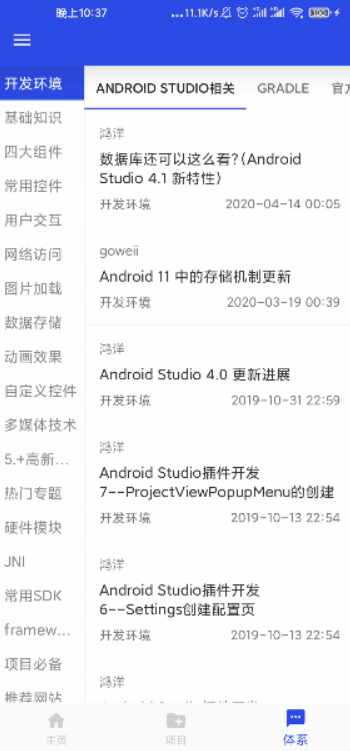 晚上10:37
...11.1K/s
开发环境
基础知识
四大组件
常用控件
用户交互
网络访问
图片加载
数据存储
动画效果
自定义控件
多媒体技术
5.+高新...
热门专题
硬件模块
JNI
常用SDK
framew...
项目必备
推荐网站
ANDROID STUDIO相关
GRADLE
官方
鸿洋
数据库还可以这么看?(Android
Studio 4.1 新特性)
开发环境
2020-04-14 00:05
goweii
Android 11 中的存储机制更新
开发环境
2020-03-19 00:39
鸿洋
Android Studio 4.0 更新进展
开发环境
2019-10-31 22:59
鸿洋
Android Studio插件开发
7--ProjectViewPopupMenu的创建
开发环境
2019-10-13 22:54
鸿洋
Android Studio插件开发
6--Settings创建配置页
开发环境
2019-10-13 22:54
鸿洋
主页
项目
体系